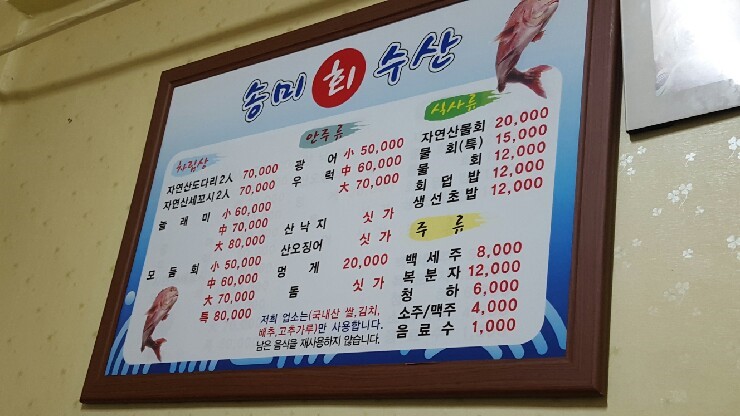 송미 회 수산
차림상
자연산도다리2人 70,000
자연산세꼬시2人 70,000
놀래미 小 60,000
中 70,000
大 80,000
모듬회 小 50,000
中 60,000
大 70,000
특 80,000
안주류
광어 小 50,000
우럭 中 60,000
大 70,000
산낙지 싯가
산오징어 싯가
멍게 20,000
돔 싯가
저희 업소는(국내산 쌀,김치,
배추,고추가루)만 사용합니다.
남은 음식을 재사용하지 않습니다.
식사류
자연산물회 20,000
물회(특) 15,000
물회 12,000
회덥밥 12,000
생선초밥 12,000
주류
백세주 8,000
복분자 12,000
청하 6,000
소주/맥주 4,000
음료수 1,000